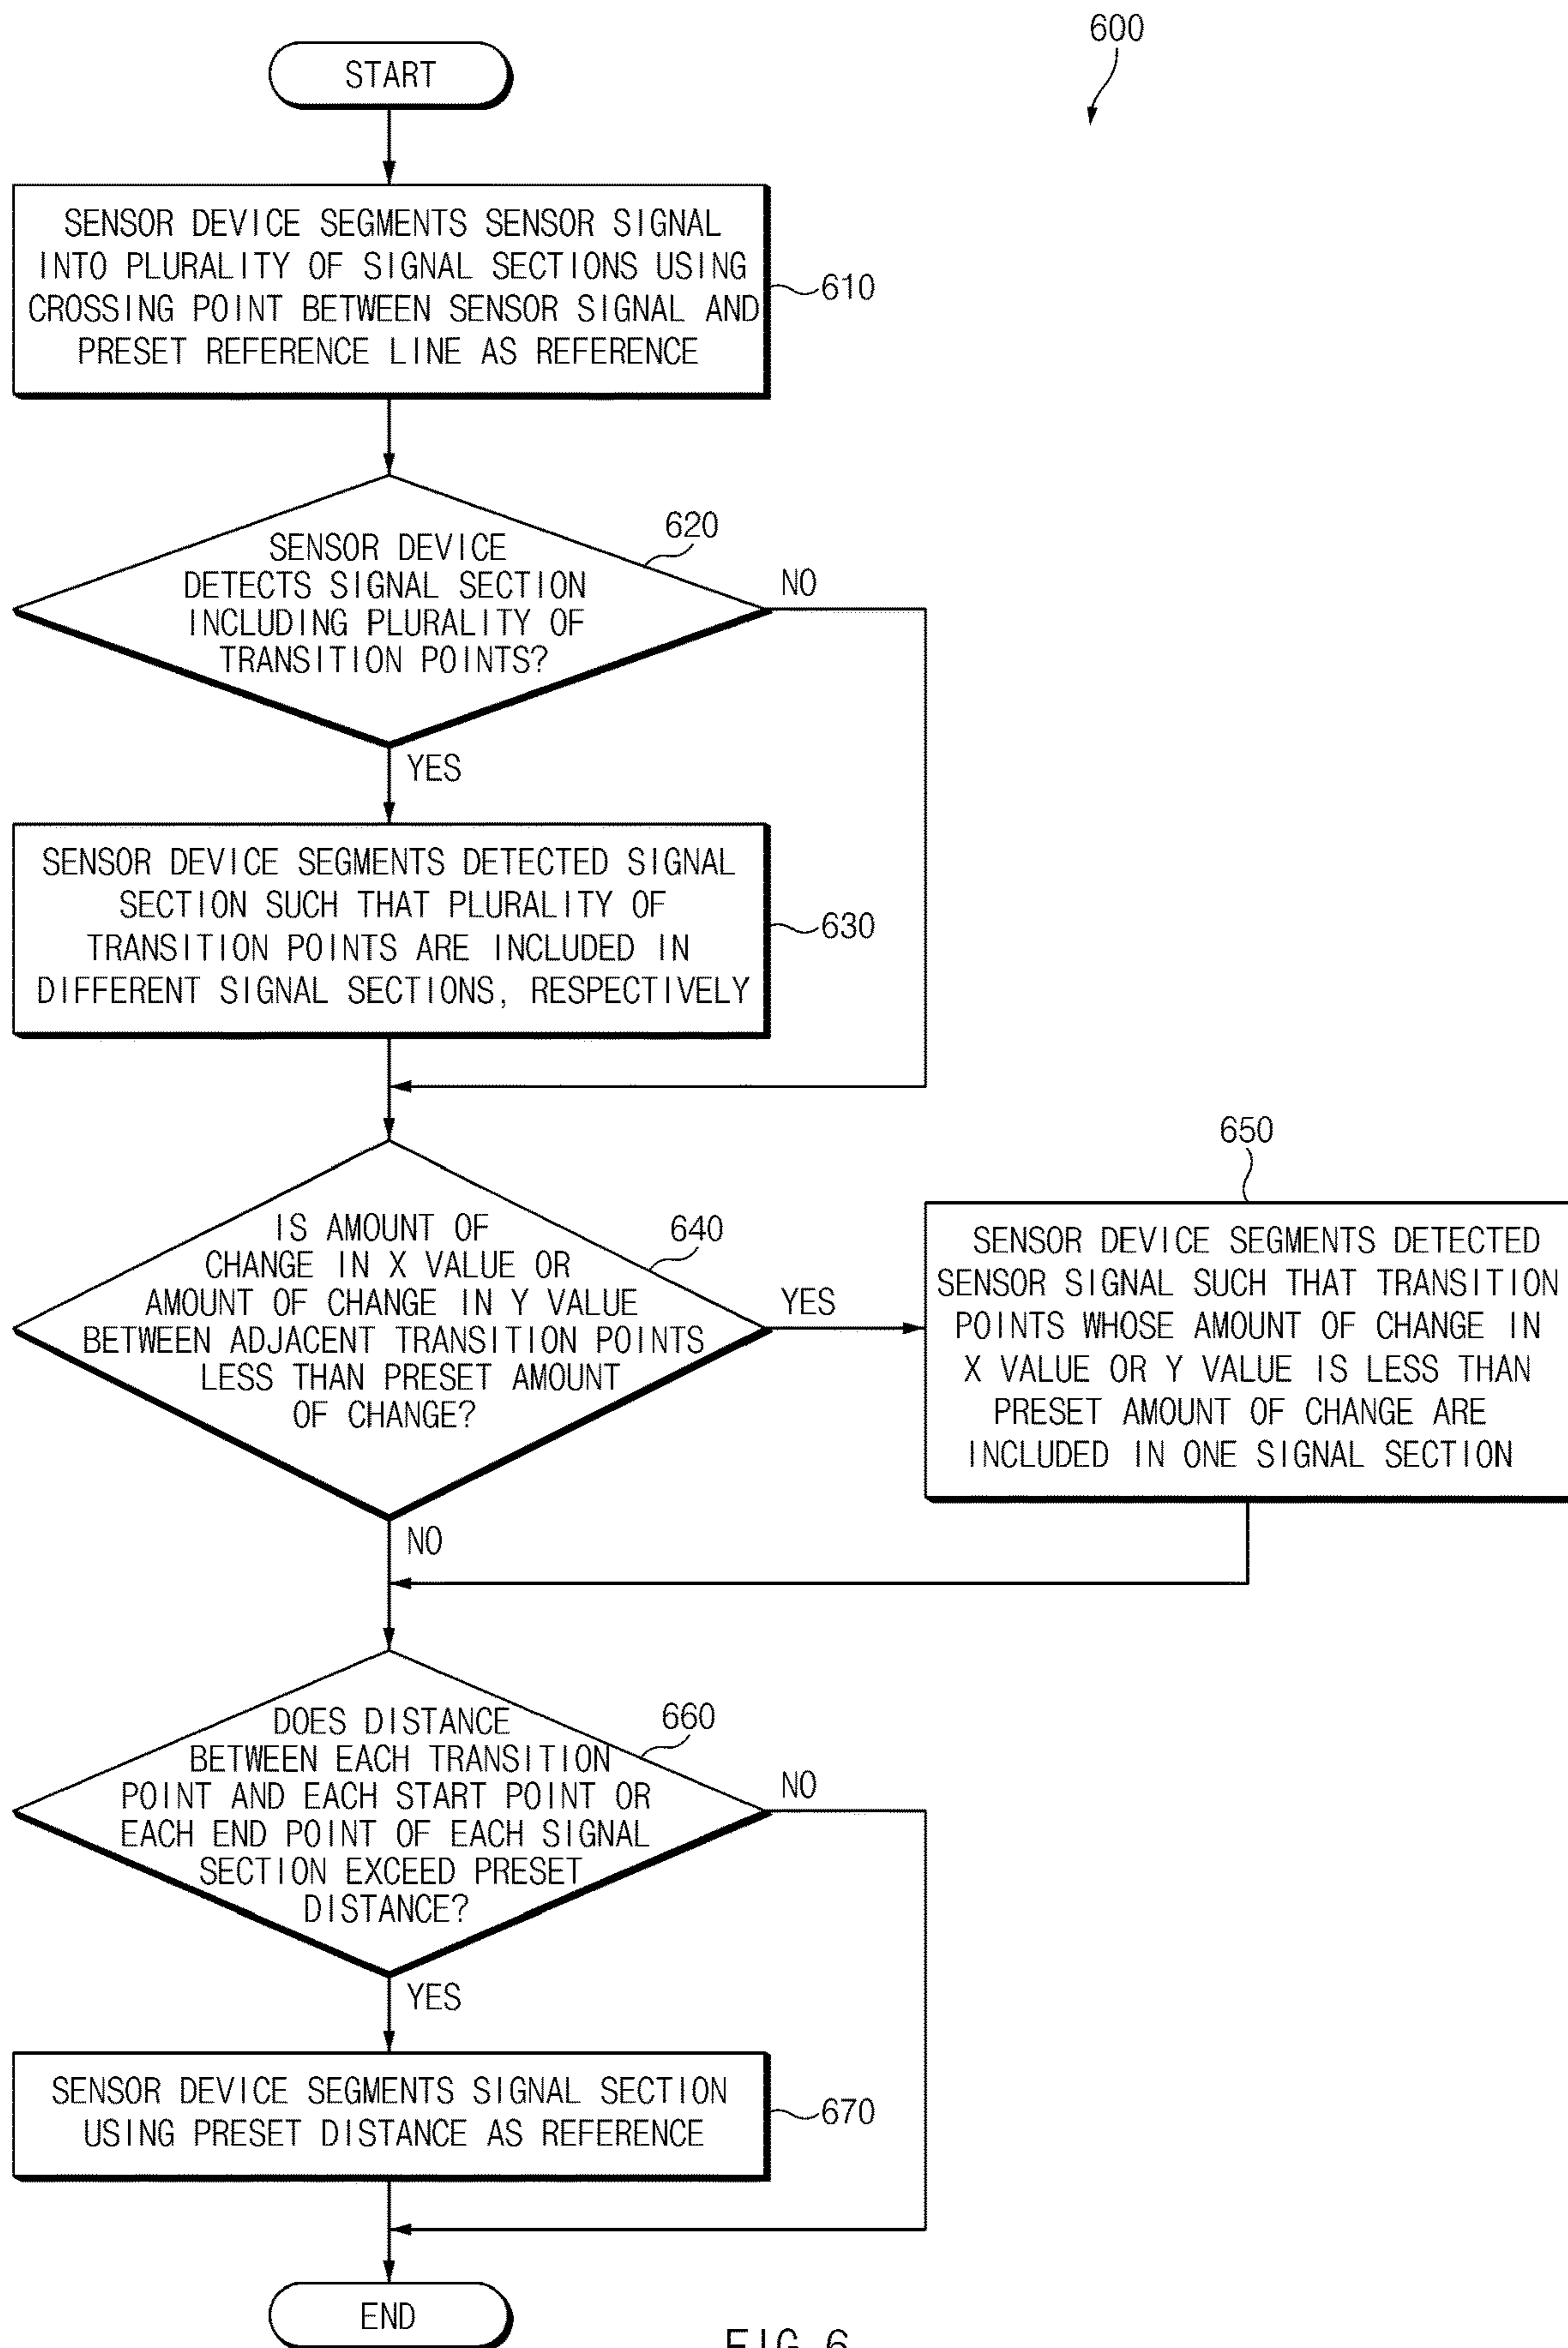 600
START
SENSOR DEVICE SEGMENTS SENSOR SIGNAL
INTO PLURALITY OF SIGNAL SECTIONS USING
CROSSING POINT BETWEEN SENSOR SIGNAL AND
PRESET REFERENCE LINE AS REFERENCE
610
620
SENSOR DEVICE
DETECTS SIGNAL SECTION
INCLUDING PLURALITY OF
TRANSITION POINTS?
NO
YES
SENSOR DEVICE SEGMENTS DETECTED SIGNAL
SECTION SUCH THAT PLURALITY OF
TRANSITION POINTS ARE INCLUDED IN
DIFFERENT SIGNAL SECTIONS, RESPECTIVELY
630
640
IS AMOUNT OF
CHANGE IN X VALUE OR
AMOUNT OF CHANGE IN Y VALUE
BETWEEN ADJACENT TRANSITION POINTS
LESS THAN PRESET AMOUNT
OF CHANGE?
YES
650
SENSOR DEVICE SEGMENTS DETECTED
SENSOR SIGNAL SUCH THAT TRANSITION
POINTS WHOSE AMOUNT OF CHANGE IN
X VALUE OR Y VALUE IS LESS THAN
PRESET AMOUNT OF CHANGE ARE
INCLUDED IN ONE SIGNAL SECTION
NO
660
DOES DISTANCE
BETWEEN EACH TRANSITION
POINT AND EACH START POINT OR
EACH END POINT OF EACH SIGNAL
SECTION EXCEED PRESET
DISTANCE?
NO
YES
SENSOR DEVICE SEGMENTS SIGNAL SECTION
USING PRESET DISTANCE AS REFERENCE
670
END
FIG.6